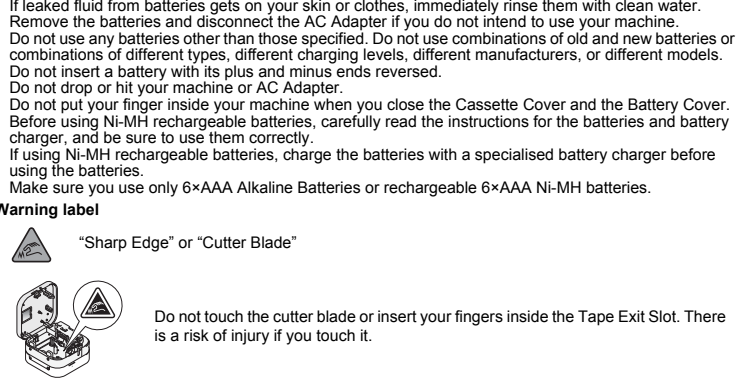 If leaked fluid from batteries gets on your skin or clothes, immediately rinse them with clean water.
Remove the batteries and disconnect the AC Adapter if you do not intend to use your machine.
Do not use any batteries other than those specified. Do not use combinations of old and new batteries or
combinations of different types, different charging levels, different manufacturers, or different models.
Do not insert a battery with its plus and minus ends reversed.
Do not drop or hit your machine or AC Adapter.
Do not put your finger inside your machine when you close the Cassette Cover and the Battery Cover.
Before using Ni-MH rechargeable batteries, carefully read the instructions for the batteries and battery
charger, and be sure to use them correctly.
If using Ni-MH rechargeable batteries, charge the batteries with a specialised battery charger before
using the batteries.
Make sure you use only 6×AAA Alkaline Batteries or rechargeable 6×AAA Ni-MH batteries.
Warning label
“Sharp Edge” or “Cutter Blade”
Do not touch the cutter blade or insert your fingers inside the Tape Exit Slot. There
is a risk of injury if you touch it.